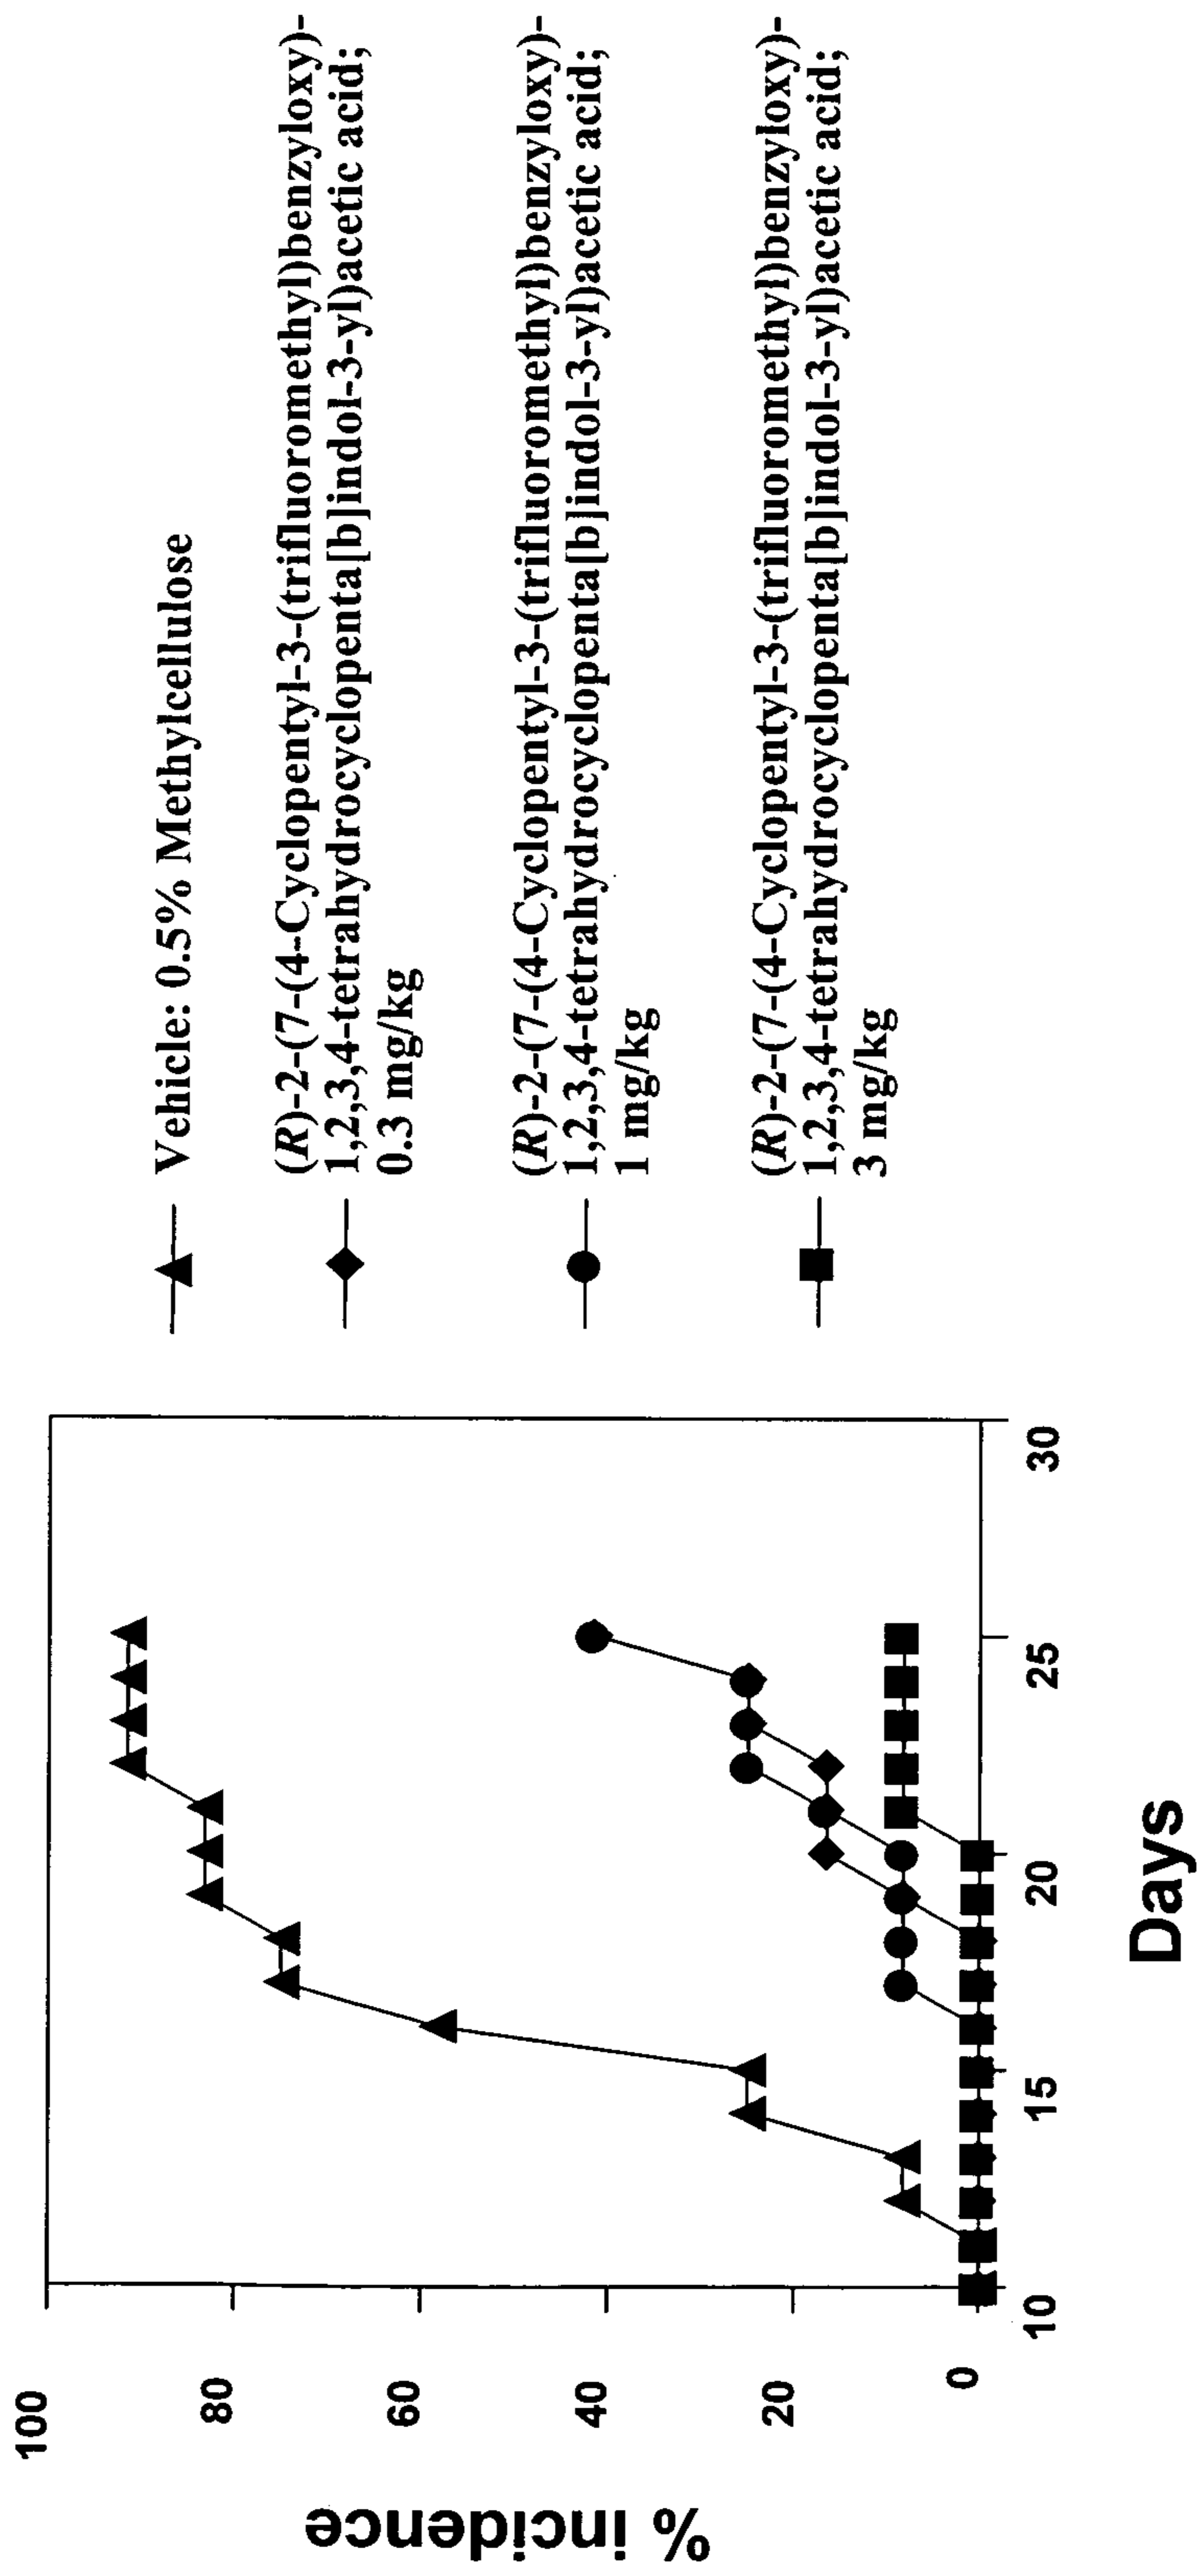 % incidence
100
80
60
40
20
0
10
15
20
25
30
Days
Vehicle: 0.5% Methylcellulose
(R)-2-(7-(4-Cyclopentyl-3-(trifluoromethyl)benzyloxy)-
1,2,3,4-tetrahydrocyclopenta[b]indol-3-yl)acetic acid;
0.3 mg/kg
(R)-2-(7-(4-Cyclopentyl-3-(trifluoromethyl)benzyloxy)-
1,2,3,4-tetrahydrocyclopenta[b]indol-3-yl)acetic acid;
1 mg/kg
(R)-2-(7-(4-Cyclopentyl-3-(trifluoromethyl)benzyloxy)-
1,2,3,4-tetrahydrocyclopenta[b]indol-3-yl)acetic acid;
3 mg/kg